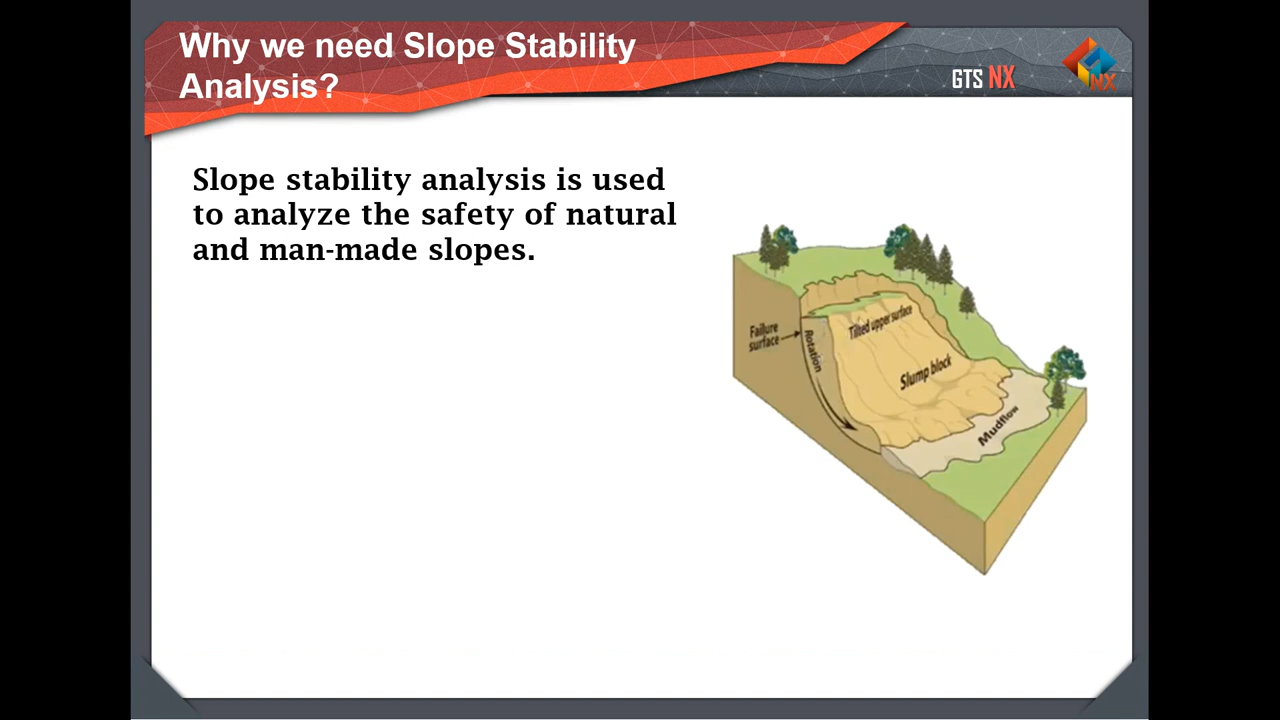 Why we need Slope Stability
Analysis?
GTS NX
NX
Slope stability analysis is used
to analyze the safety of natural
and man-made slopes.
Failure
surface
Rotation
Tilted upper surface
Slump block
Mudflow